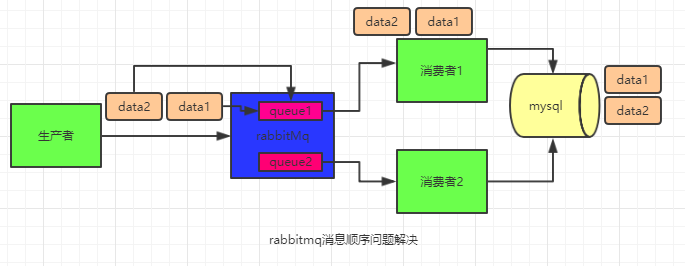 data2 data1
消费者1
data2 data1
queue1
data1
mysql
data2
生产者
rabbitMq
queue2
消费者2
rabbitmq消息顺序问题解决